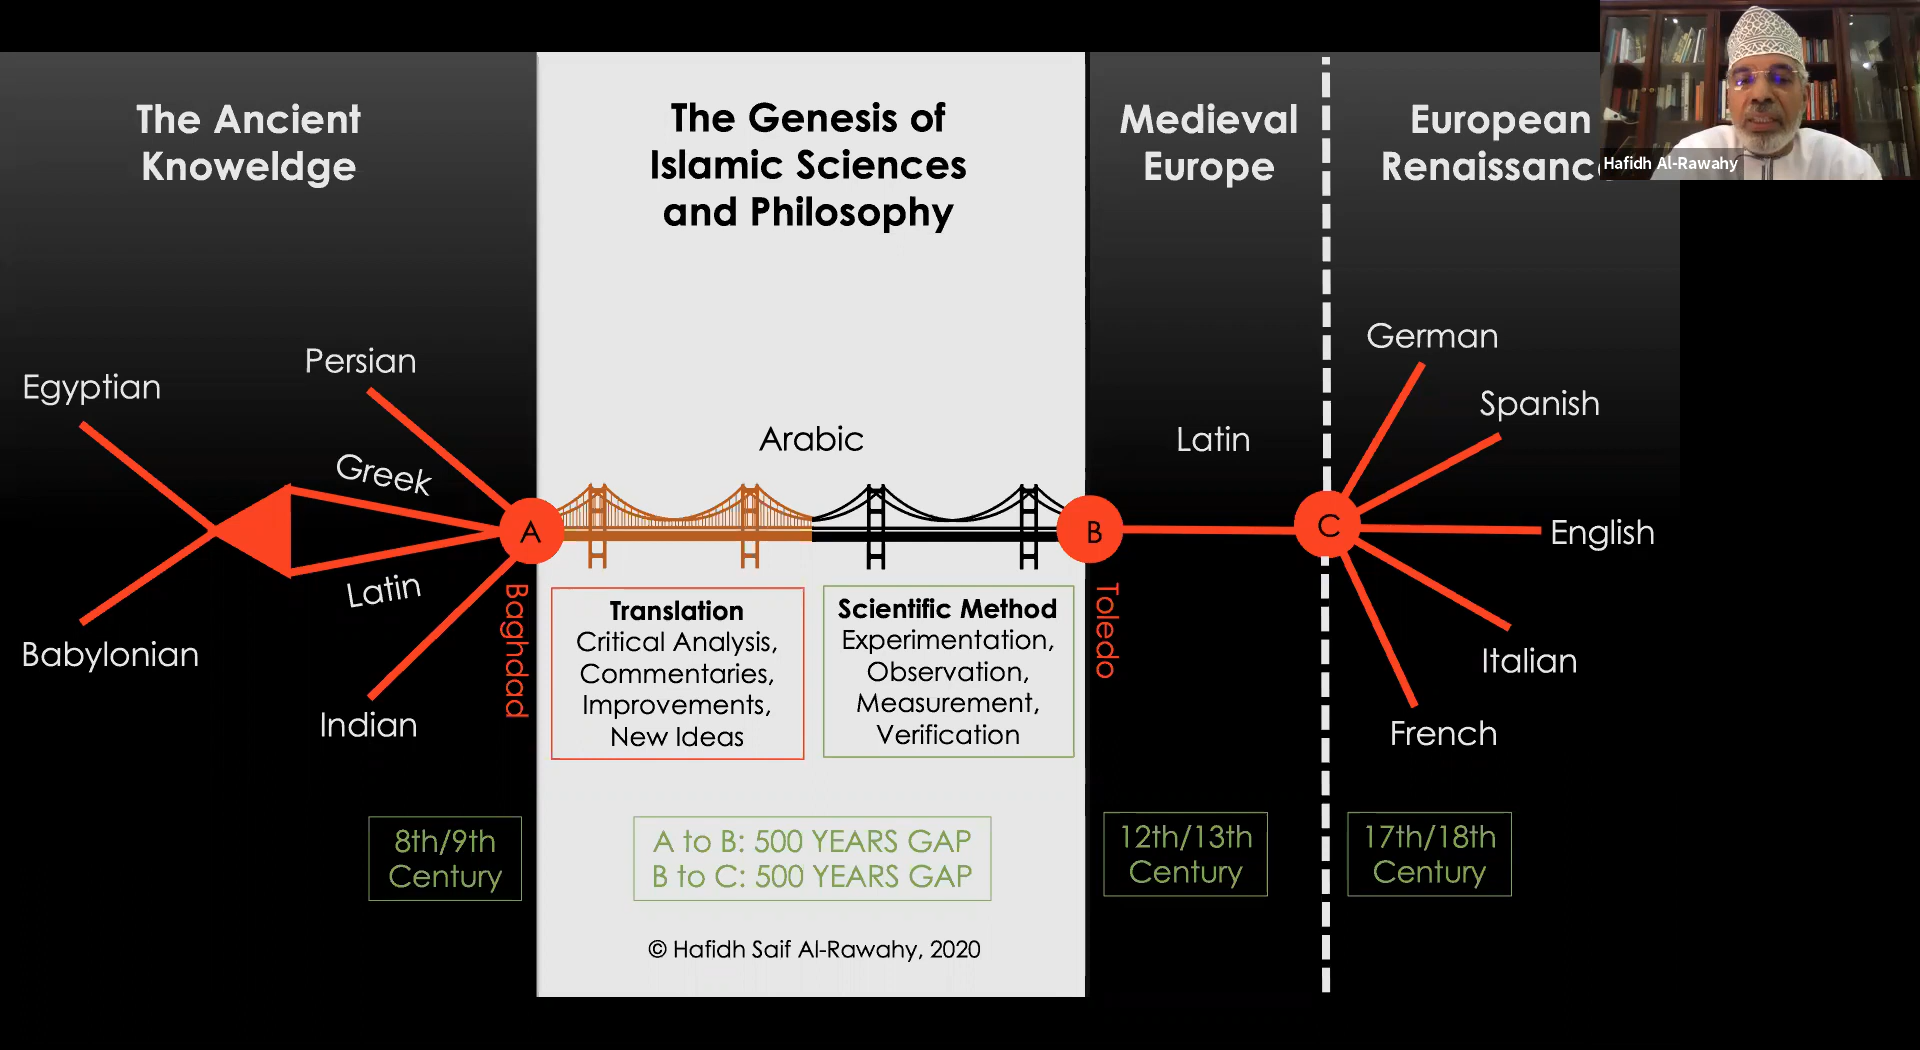 The Ancient
Knoweldge
Egyptian
Persian
Greek
Latin
Babylonian
Indian
A
Baghdad
8th/9th
Century
The Genesis of
Islamic Sciences
and Philosophy
Arabic
Translation
Critical Analysis,
Commentaries,
Improvements,
New Ideas
Scientific Method
Experimentation,
Observation,
Measurement,
Verification
A to B: 500 YEARS GAP
B to C: 500 YEARS GAP
© Hafidh Saif Al-Rawahy, 2020
Medieval
Europe
Latin
B
Toledo
12th/13th
Century
European
Renaissanc
C
German
Spanish
English
Italian
French
17th/18th
Century
Hafidh Al-Rawahy